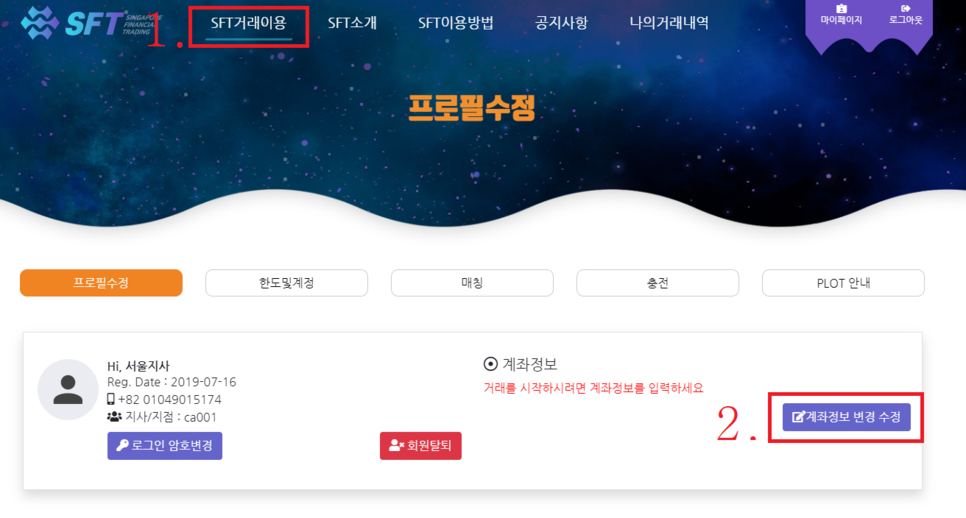 SFT SINGAPORE FINANCIAL TRADING
1.
SFT거래이용 SFT소개 SFT이용방법 공지사항 나의거래내역 마이페이지 로그아웃
프로필수정
프로필수정 한도및계정 매칭 충전 PLOT 안내
Hi, 서울지사
Reg. Date : 2019-07-16
+82 01049015174
지사/지점 : ca001
로그인 암호변경 회원탈퇴
계좌정보
거래를 시작하시려면 계좌정보를 입력하세요
2.
계좌정보 변경 수정